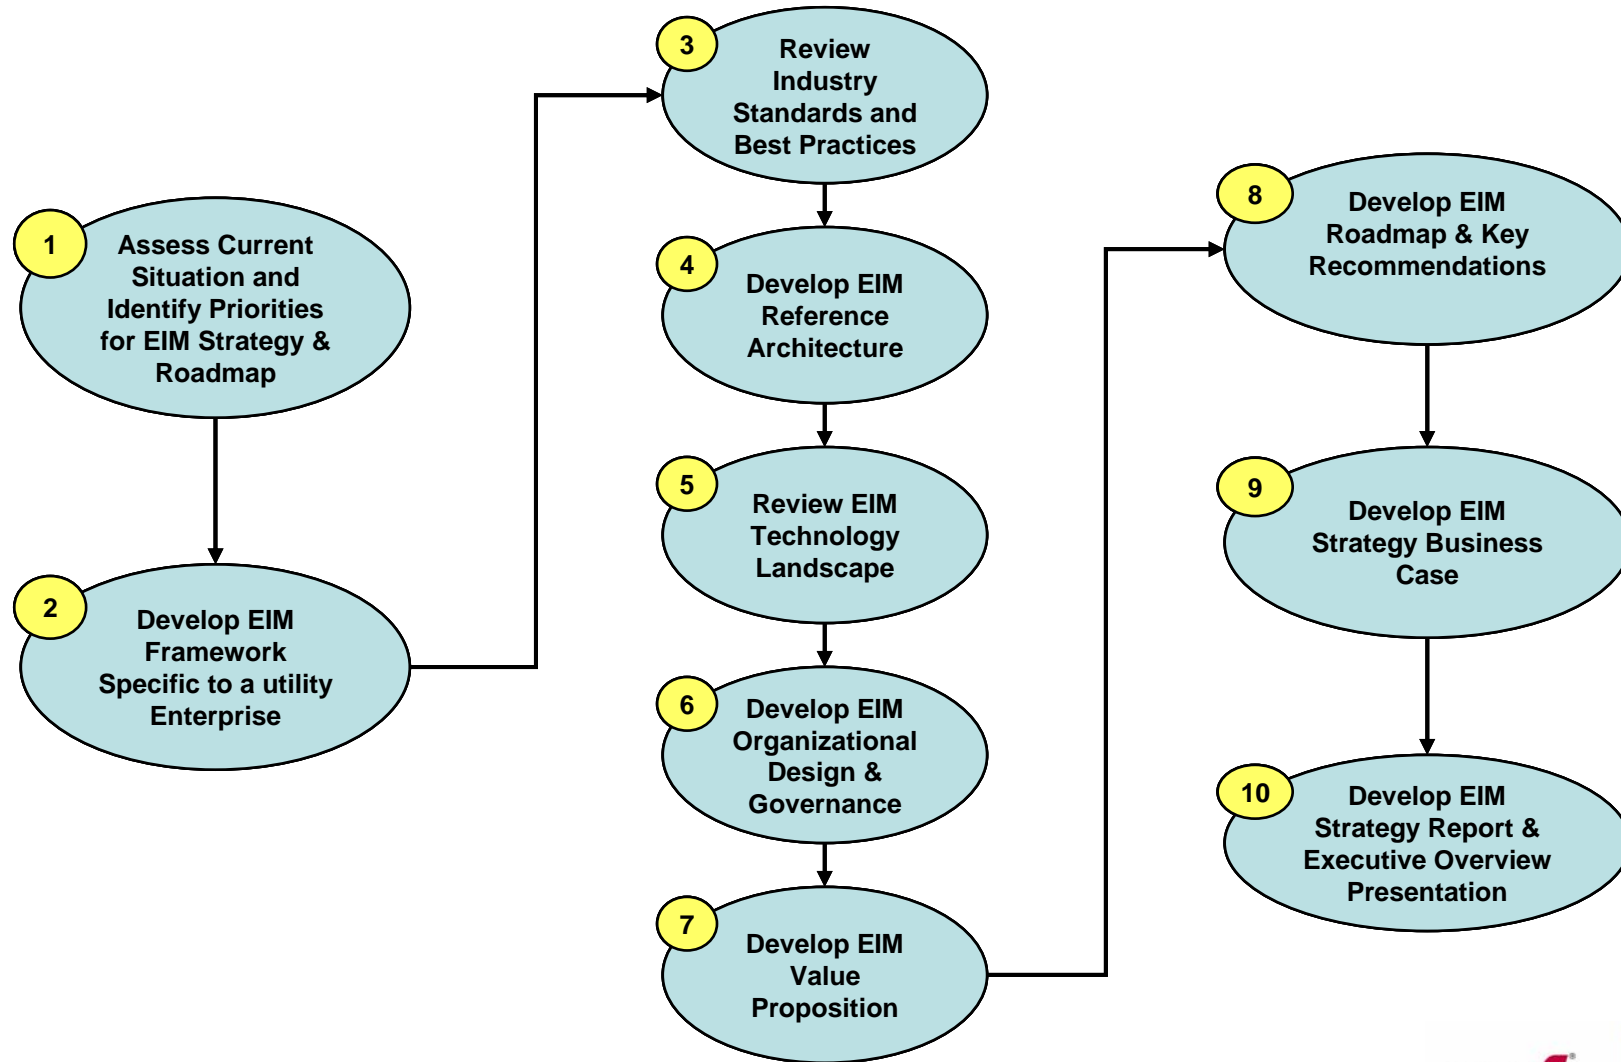 1
Assess Current
Situation and
Identify Priorities
for EIM Strategy &
Roadmap
2
Develop EIM
Framework
Specific to a utility
Enterprise
3
Review
Industry
Standards and
Best Practices
4
Develop EIM
Reference
Architecture
5
Review EIM
Technology
Landscape
6
Develop EIM
Organizational
Design &
Governance
7
Develop EIM
Value
Proposition
8
Develop EIM
Roadmap & Key
Recommendations
9
Develop EIM
Strategy Business
Case
10
Develop EIM
Strategy Report &
Executive Overview
Presentation